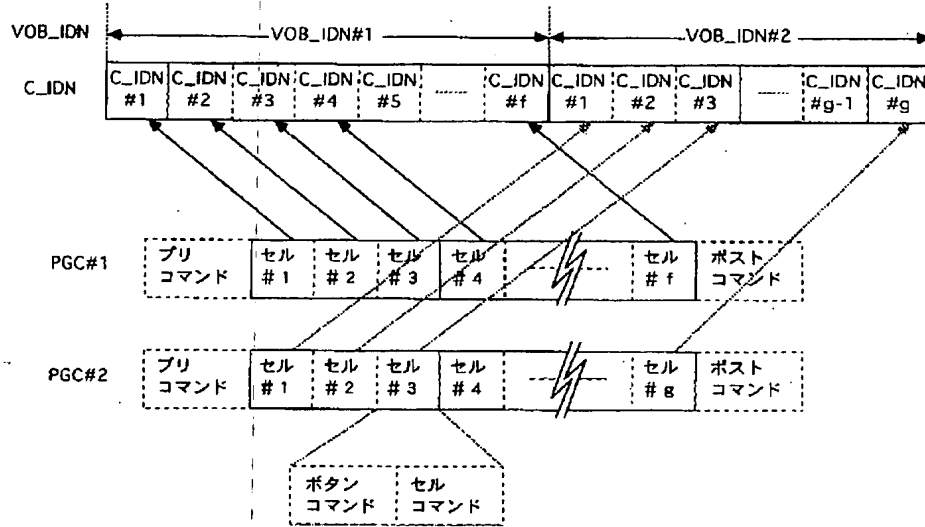 VOB_IDN VOB_IDN#1 VOB_IDN#2
C_IDN C_IDN C_IDN C_IDN C_IDN C_IDN ...... C_IDN C_IDN C_IDN C_IDN ...... C_IDN C_IDN
#1 #2 #3 #4 #5 #f #1 #2 #3 #g-1 #g
PGC#1 プリ セル セル セル セル セル ポスト
コマンド #1 #2 #3 #4 #f コマンド
PGC#2 プリ セル セル セル セル セル ポスト
コマンド #1 #2 #3 #4 #g コマンド
ボタン セル
コマンド コマンド